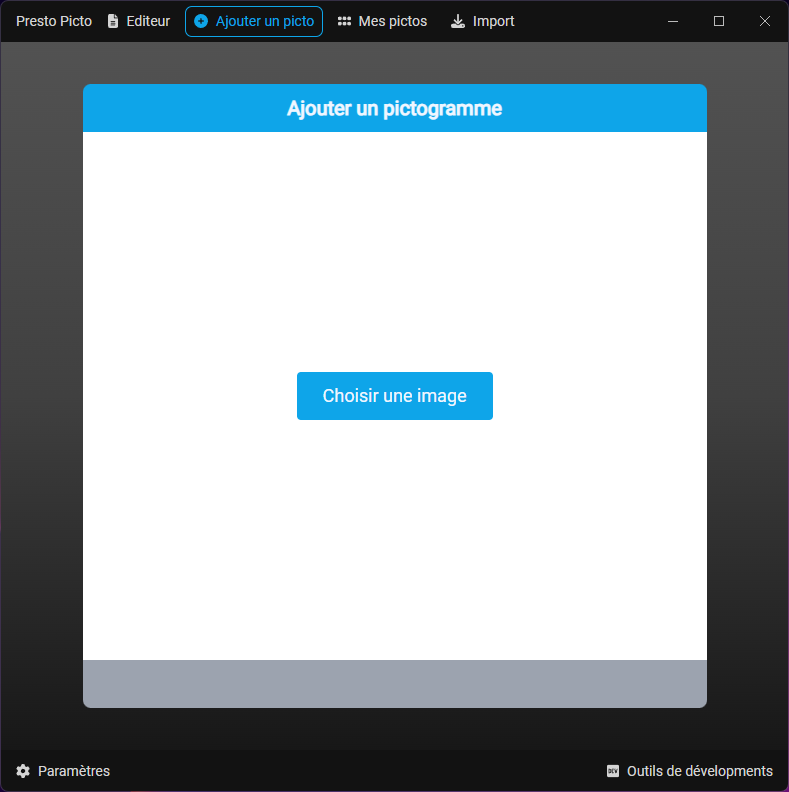 Presto Picto Editeur Ajouter un picto Mes pictos Import
Ajouter un pictogramme
Choisir une image
Paramètres DEV Outils de dévelopments